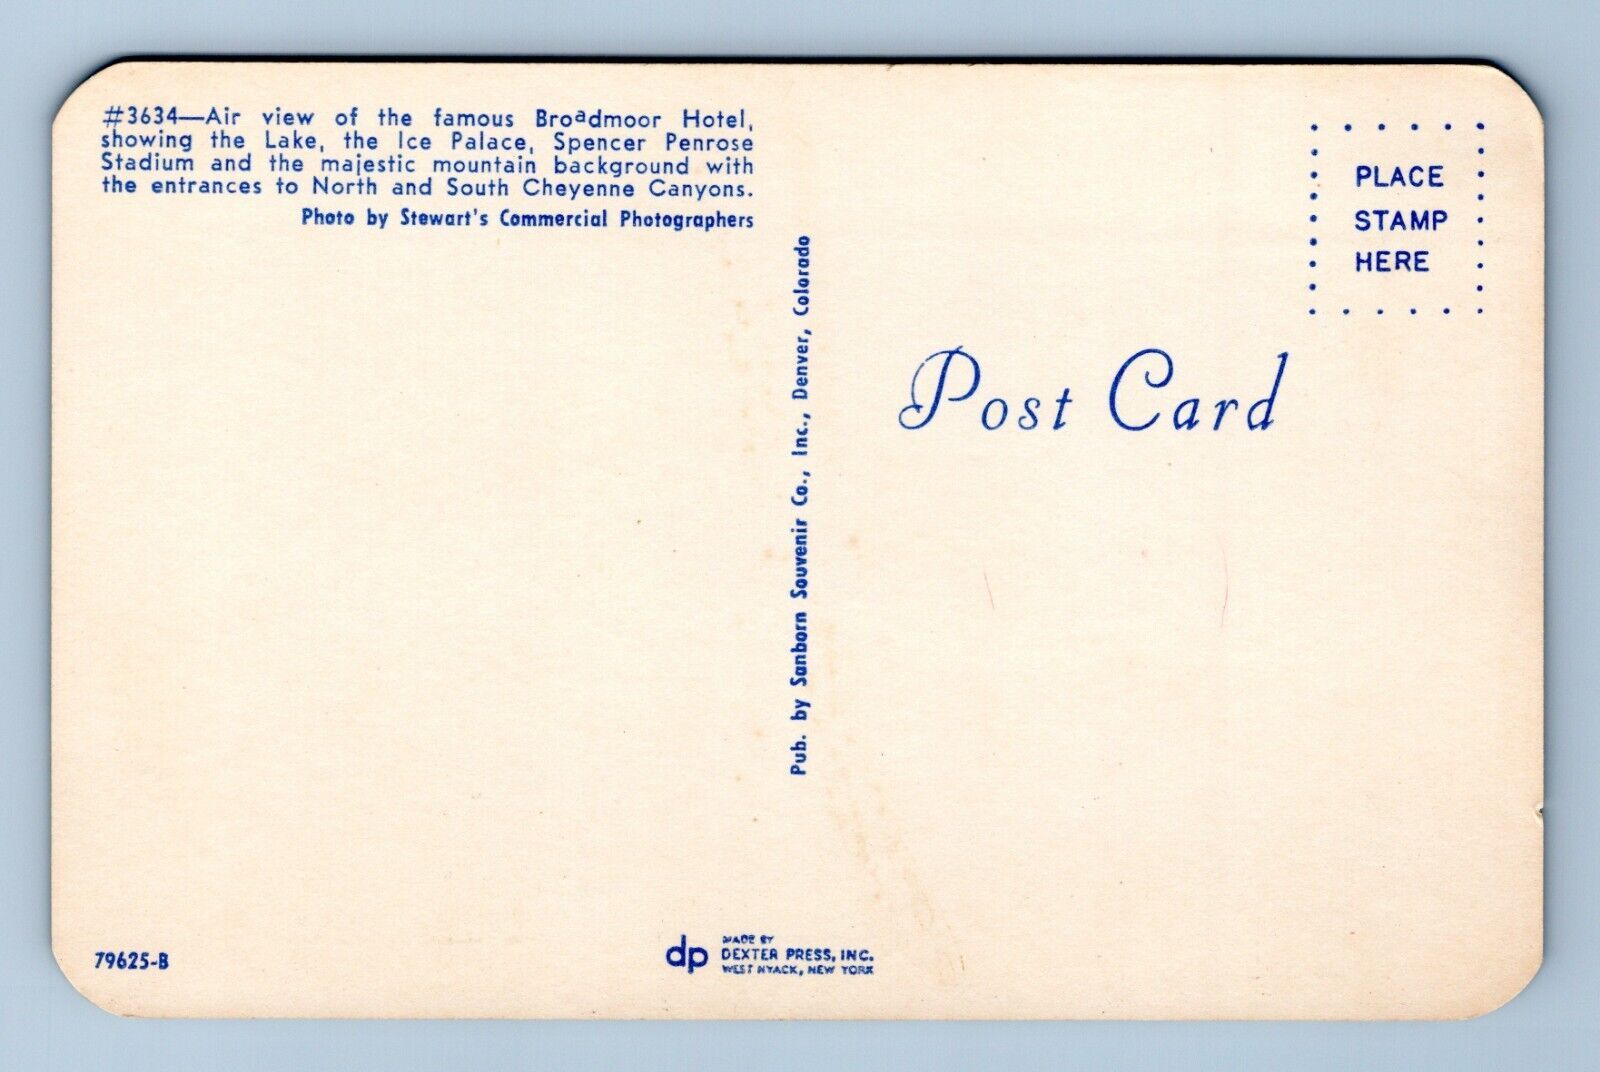 #3634—Air view of the famous Broadmoor Hotel,
showing the Lake, the Ice Palace, Spencer Penrose
Stadium and the majestic mountain background with
the entrances to North and South Cheyenne Canyons.
Photo by Stewart's Commercial Photographers
Pub. by Sanborn Souvenir Co., Inc., Denver, Colorado
PLACE
STAMP
HERE
Post Card
79625-B
dp
MADE BY
DEXTER PRESS, INC.
WEST NYACK, NEW YORK